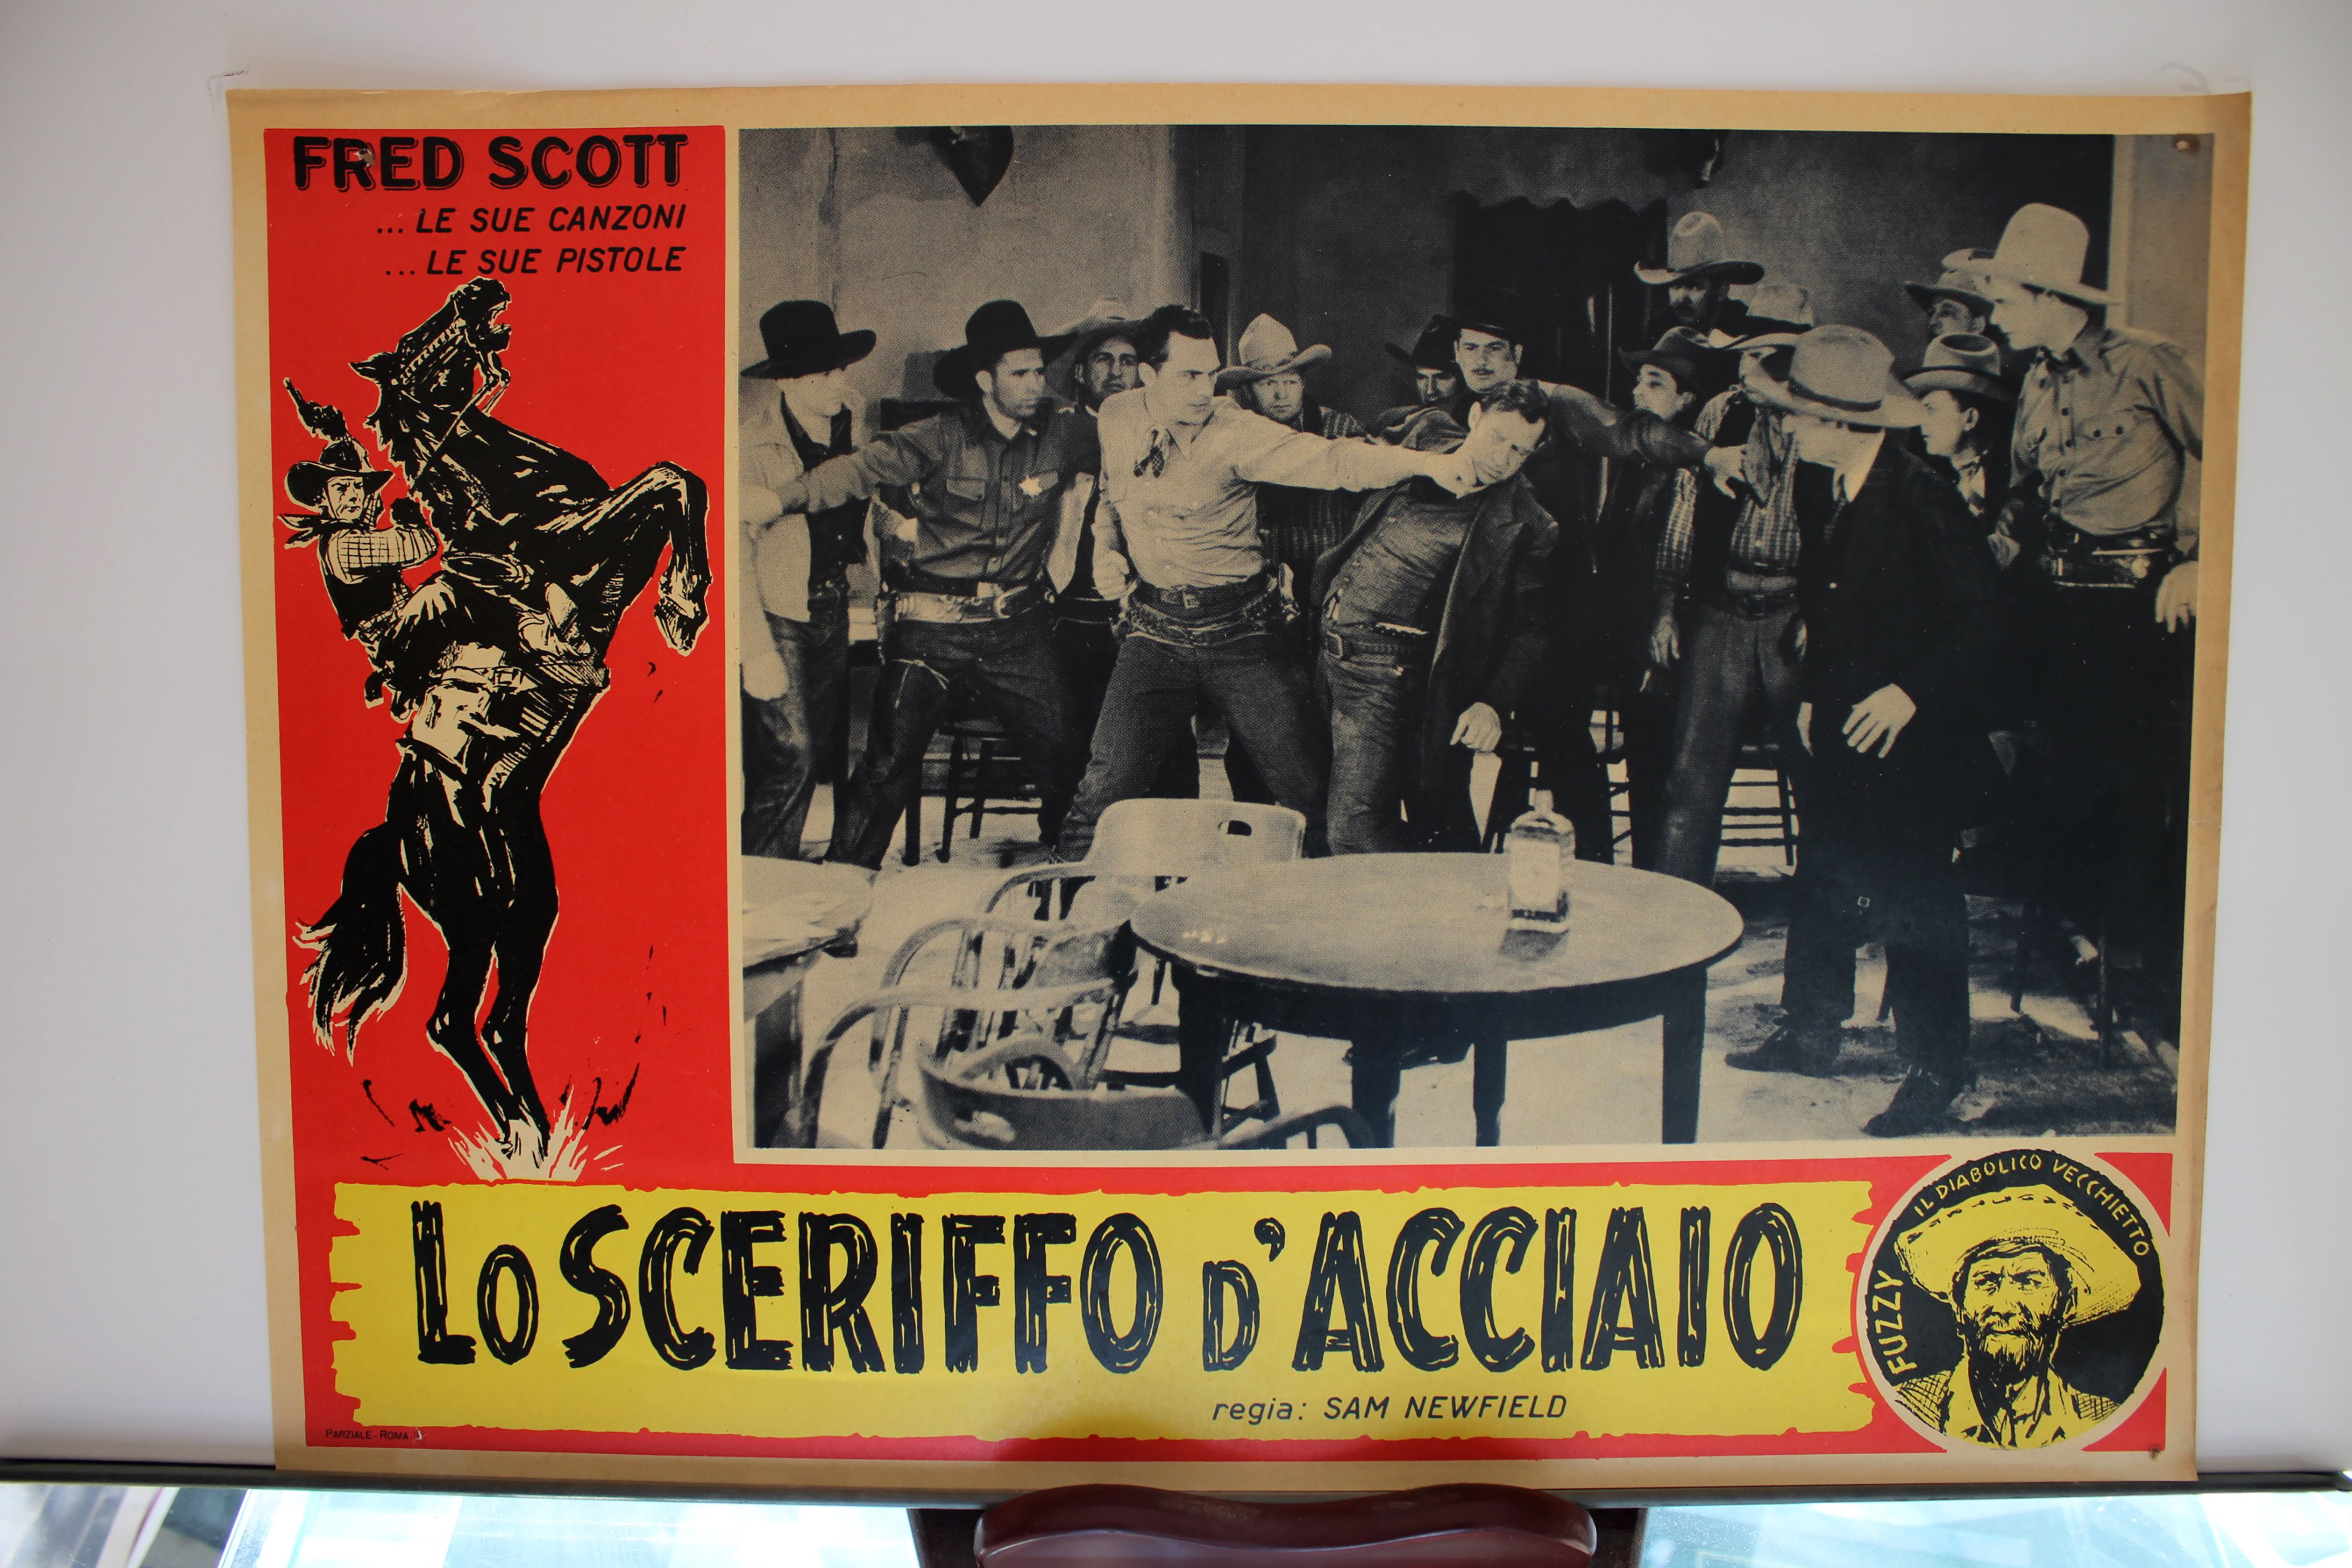 FRED SCOTT
... LE SUE CANZONI
... LE SUE PISTOLE
LO SCERIFFO D'ACCIAIO
regia: SAM NEWFIELD
PARZIALE - ROMA
FUZZY IL DIABOLICO VECCHIETTO